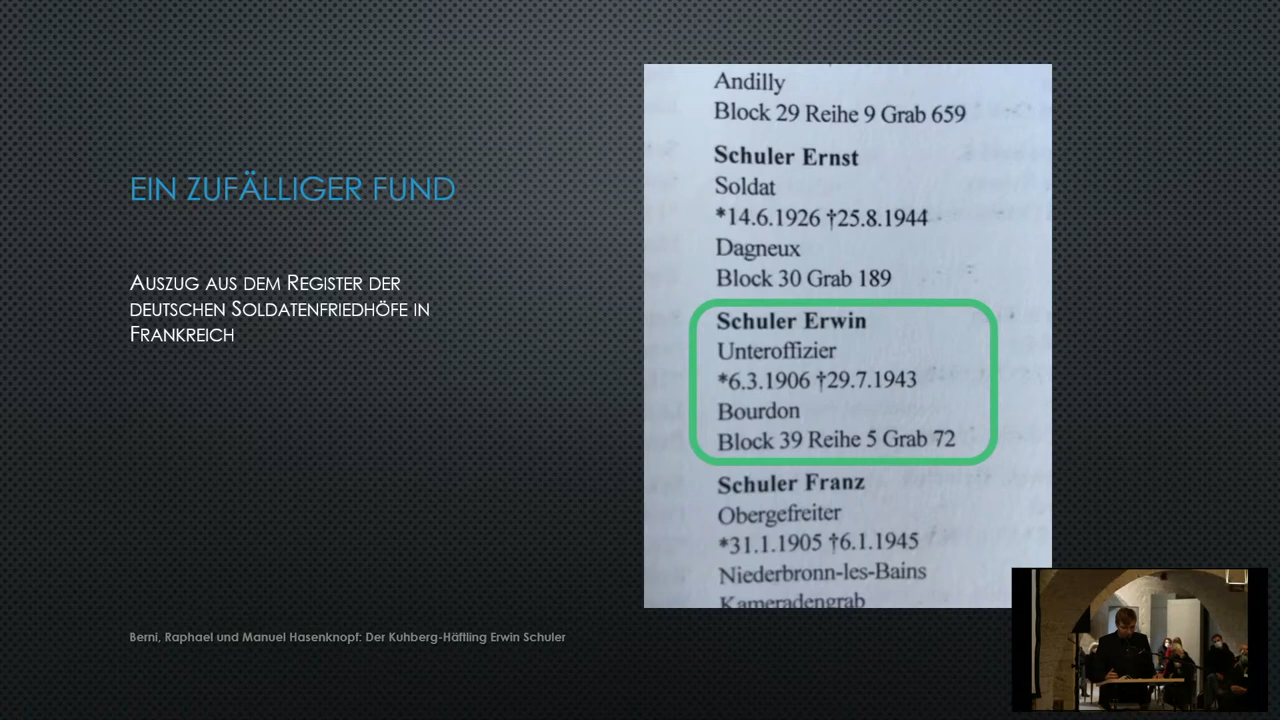 EIN ZUFÄLLIGER FUND
AUSZUG AUS DEM REGISTER DER
DEUTSCHEN SOLDATENFRIEDHÖFE IN
FRANKREICH
Andilly
Block 29 Reihe 9 Grab 659
Schuler Ernst
Soldat
*14.6.1926 †25.8.1944
Dagneux
Block 30 Grab 189
Schuler Erwin
Unteroffizier
*6.3.1906 †29.7.1943
Bourdon
Block 39 Reihe 5 Grab 72
Schuler Franz
Obergefreiter
*31.1.1905 †6.1.1945
Niederbronn-les-Bains
Kameradengrab
Berni, Raphael und Manuel Hasenknopf: Der Kuhberg-Häftling Erwin Schuler